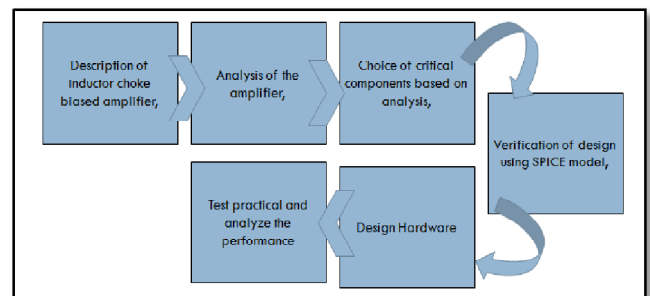 Description of
inductor choke
biased amplifier,
Analysis of the
amplifier,
Choice of critical
components based on
analysis,
Verification of design
using SPICE model,
Design Hardware
Test practical and
analyze the
performance